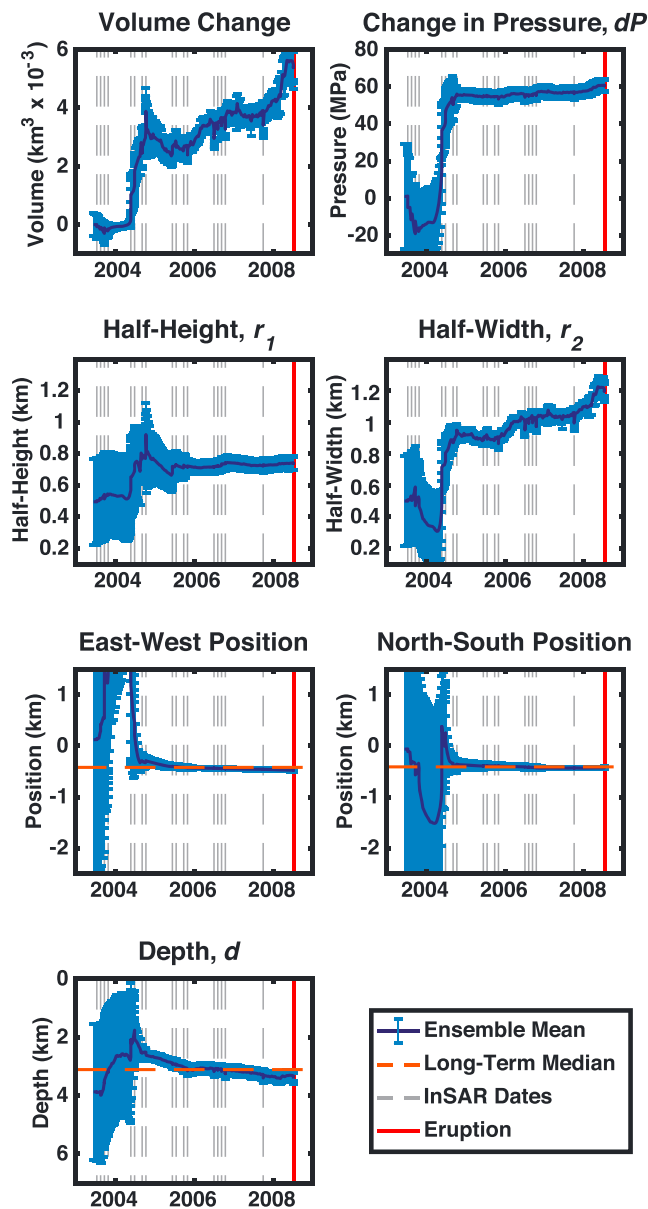 Volume Change
Change in Pressure, dP
Volume (km³ x 10⁻³)
6
4
2
0
2004 2006 2008
Pressure (MPa)
80
60
40
20
0
-20
2004 2006 2008
Half-Height, r₁
Half-Width, r₂
Half-Height (km)
1.2
1
0.8
0.6
0.4
0.2
2004 2006 2008
Half-Width (km)
1.2
1
0.8
0.6
0.4
0.2
2004 2006 2008
East-West Position
North-South Position
Position (km)
1
0
-1
-2
2004 2006 2008
Position (km)
1
0
-1
-2
2004 2006 2008
Depth, d
Depth (km)
0
2
4
6
2004 2006 2008
Ensemble Mean
Long-Term Median
InSAR Dates
Eruption